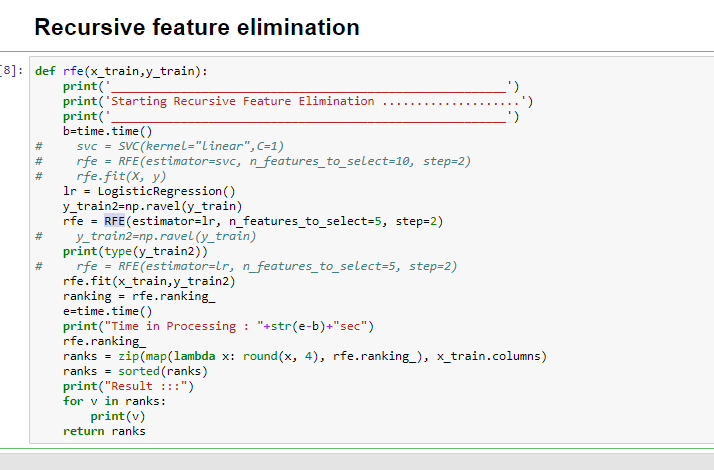 Recursive feature elimination
[8]: def rfe(x_train,y_train):
    print('_______________________________________________________')
    print('Starting Recursive Feature Elimination ....................')
    print('_______________________________________________________')
    b=time.time()
#     svc = SVC(kernel="linear",C=1)
#     rfe = RFE(estimator=svc, n_features_to_select=10, step=2)
#     rfe.fit(X, y)
    lr = LogisticRegression()
    y_train2=np.ravel(y_train)
    rfe = RFE(estimator=lr, n_features_to_select=5, step=2)
#     y_train2=np.ravel(y_train)
    print(type(y_train2))
#     rfe = RFE(estimator=lr, n_features_to_select=5, step=2)
    rfe.fit(x_train,y_train2)
    ranking = rfe.ranking_
    e=time.time()
    print("Time in Processing : "+str(e-b)+"sec")
    rfe.ranking_
    ranks = zip(map(lambda x: round(x, 4), rfe.ranking_), x_train.columns)
    ranks = sorted(ranks)
    print("Result :::")
    for v in ranks:
        print(v)
    return ranks